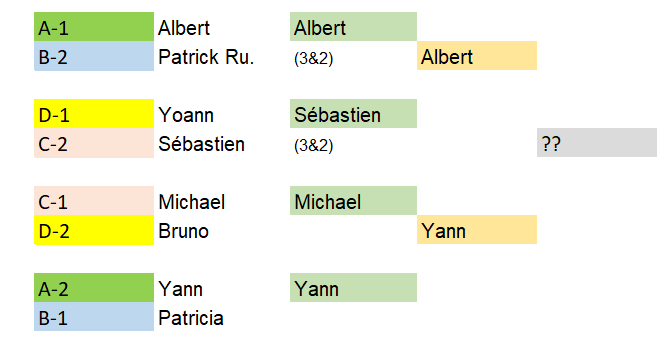 A-1 Albert Albert
B-2 Patrick Ru. (3&2) Albert
D-1 Yoann Sébastien
C-2 Sébastien (3&2) ??
C-1 Michael Michael
D-2 Bruno Yann
A-2 Yann Yann
B-1 Patricia